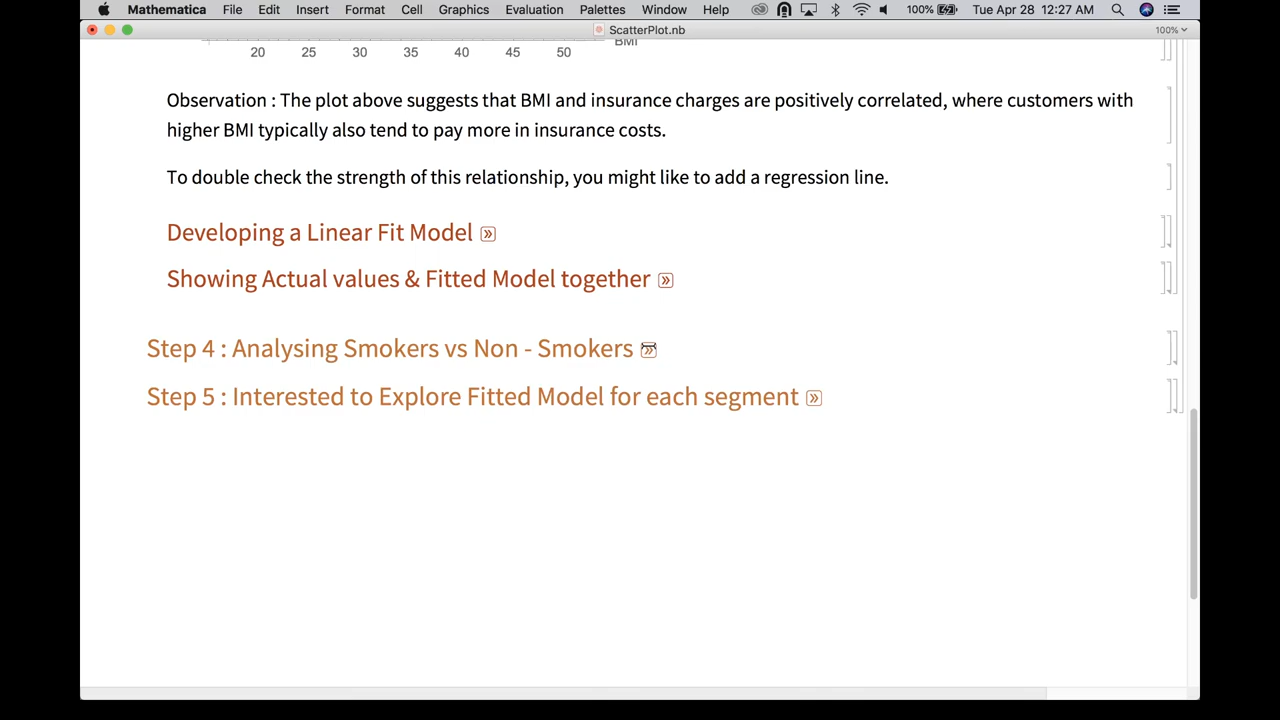 Mathematica File Edit Insert Format Cell Graphics Evaluation Palettes Window Help 100% Tue Apr 28 12:27 AM
ScatterPlot.nb 100%
20 25 30 35 40 45 50 BMI
Observation : The plot above suggests that BMI and insurance charges are positively correlated, where customers with
higher BMI typically also tend to pay more in insurance costs.
To double check the strength of this relationship, you might like to add a regression line.
Developing a Linear Fit Model »
Showing Actual values & Fitted Model together »
Step 4 : Analysing Smokers vs Non - Smokers »
Step 5 : Interested to Explore Fitted Model for each segment »